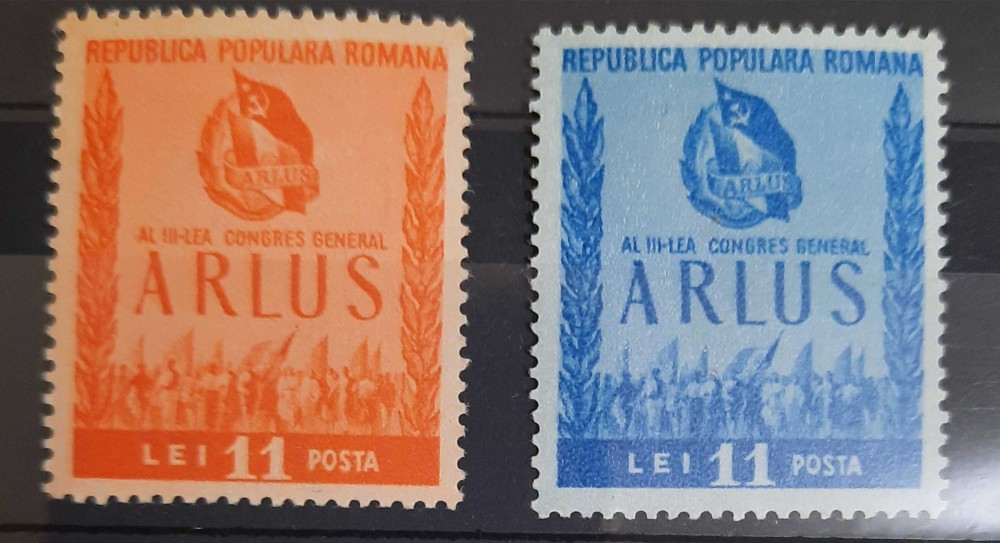 REPUBLICA POPULARA ROMANA
ARLUS
AL III-LEA CONGRES GENERAL
ARLUS
LEI 11 POSTA
REPUBLICA POPULARA ROMANA
ARLUS
AL III-LEA CONGRES GENERAL
ARLUS
LEI 11 POSTA